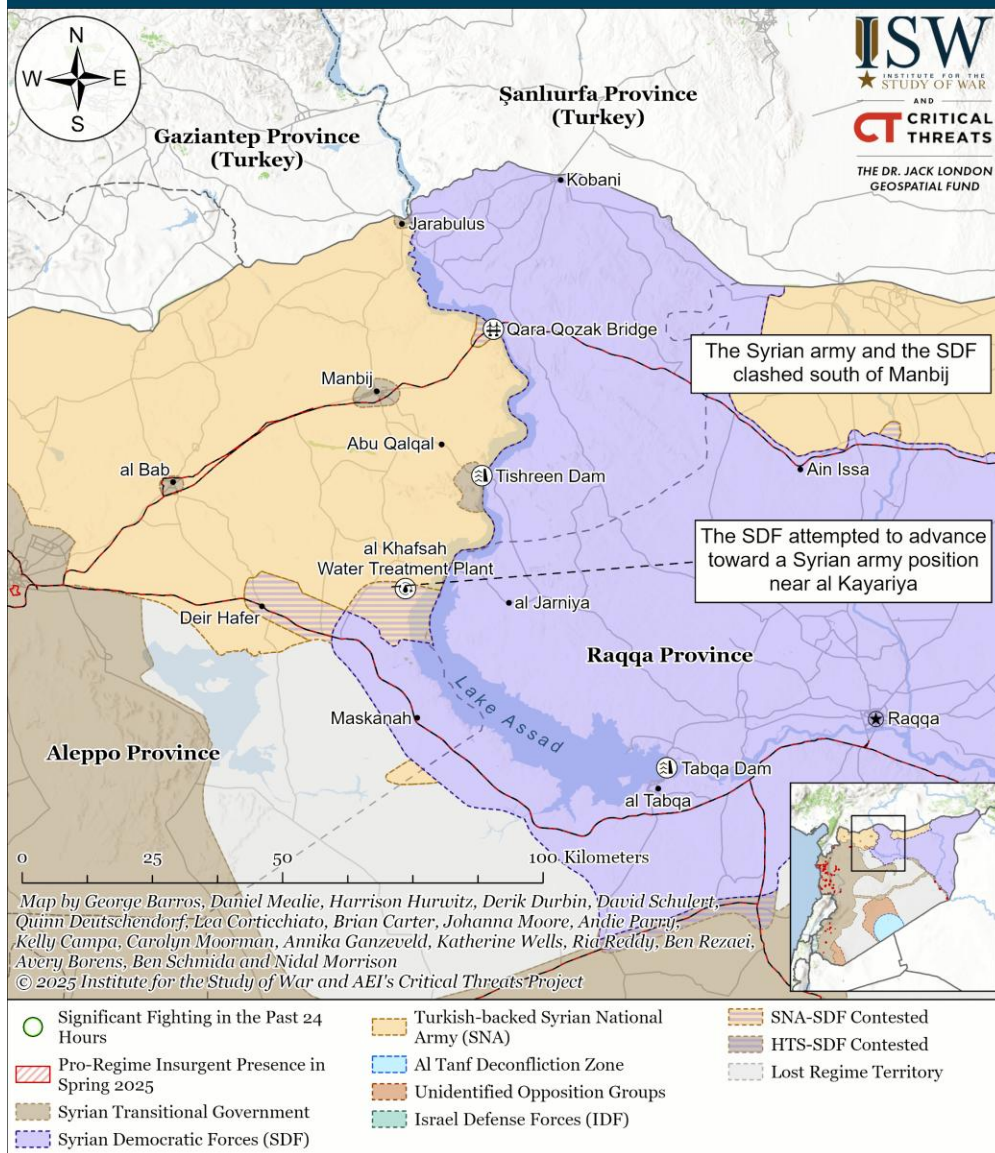 N
W
E
S
ISW
INSTITUTE FOR THE
STUDY OF WAR
AND
CT CRITICAL
THREATS
THE DR. JACK LONDON
GEOSPATIAL FUND
Şanlıurfa Province
(Turkey)
Gaziantep Province
(Turkey)
Kobani
Jarabulus
Qara Qozak Bridge
The Syrian army and the SDF
clashed south of Manbij
Manbij
Abu Qalqal
al Bab
Tishreen Dam
Ain Issa
The SDF attempted to advance
toward a Syrian army position
near al Kayariya
al Khafsah
Water Treatment Plant
al Jarniya
Deir Hafer
Raqqa Province
Lake Assad
Maskanah
Raqqa
Aleppo Province
Tabqa Dam
al Tabqa
0 25 50 100 Kilometers
Map by George Barros, Daniel Mealie, Harrison Hurwitz, Derik Durbin, David Schulert,
Quinn Deutschendorf, Leo Corticchiato, Brian Carter, Johanna Moore, Andie Parry,
Kelly Campa, Carolyn Moorman, Annika Ganzeveld, Katherine Wells, Ria Reddy, Ben Rezaei,
Avery Borens, Ben Schmida and Nidal Morrison
© 2025 Institute for the Study of War and AEI's Critical Threats Project
Significant Fighting in the Past 24
Hours
Pro-Regime Insurgent Presence in
Spring 2025
Syrian Transitional Government
Syrian Democratic Forces (SDF)
Turkish-backed Syrian National
Army (SNA)
Al Tanf Deconfliction Zone
Unidentified Opposition Groups
Israel Defense Forces (IDF)
SNA-SDF Contested
HTS-SDF Contested
Lost Regime Territory